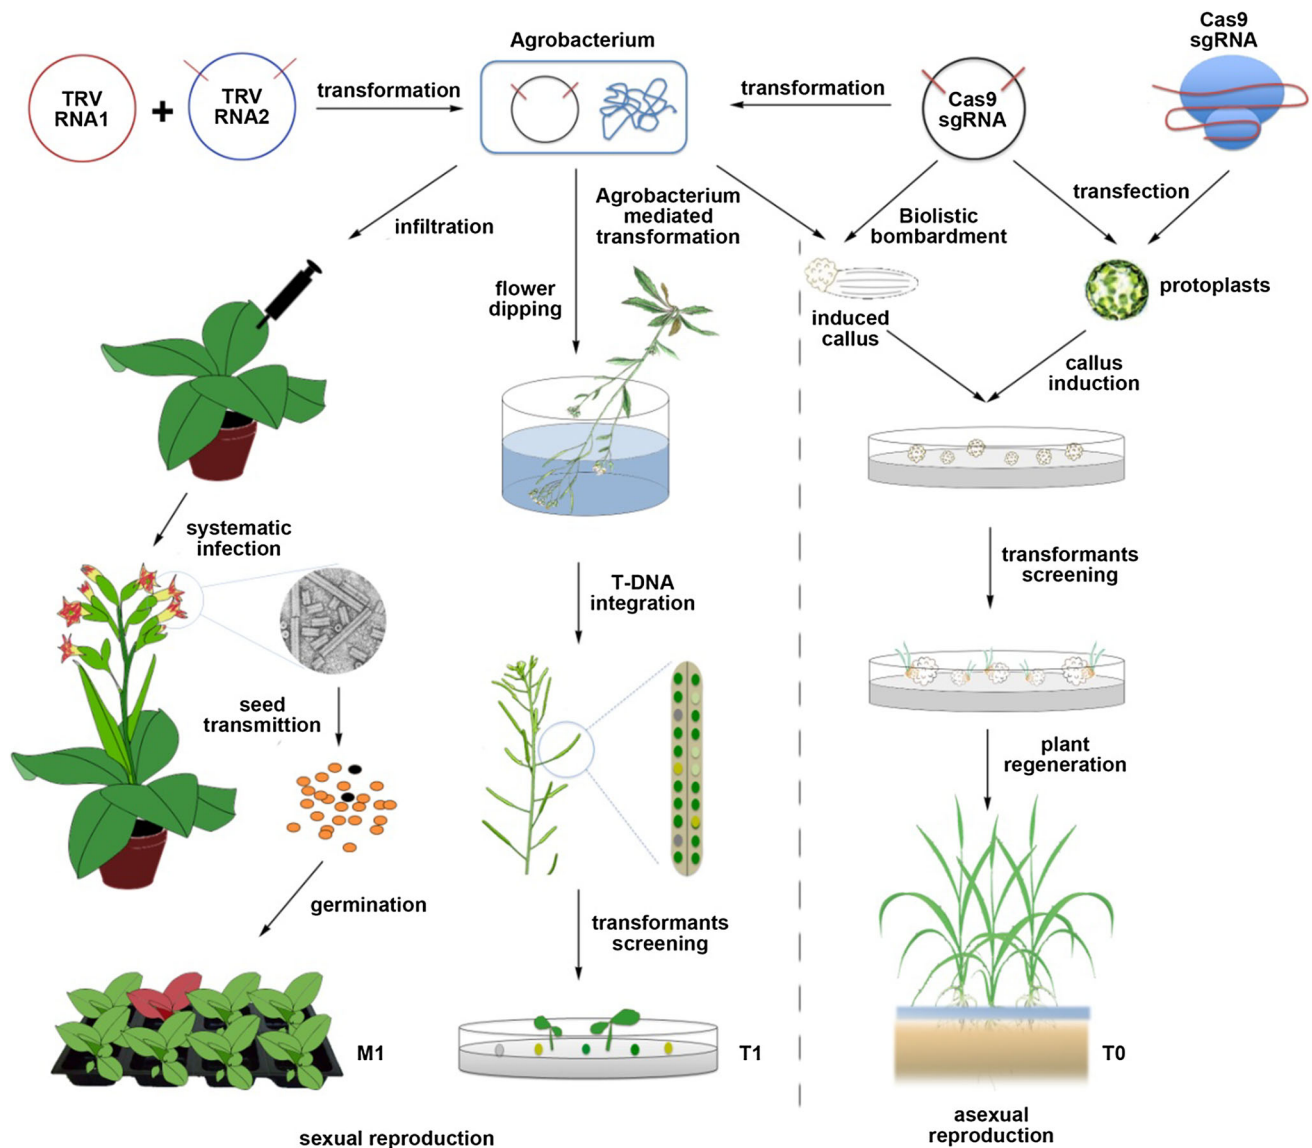 Cas9
sgRNA
Agrobacterium
TRV
RNA1
+
TRV
RNA2
transformation
transformation
Cas9
sgRNA
infiltration
Agrobacterium
mediated
transformation
Biolistic
bombardment
transfection
flower
dipping
induced
callus
protoplasts
callus
induction
systematic
infection
T-DNA
integration
transformants
screening
seed
transmittion
plant
regeneration
germination
transformants
screening
M1
T1
T0
sexual reproduction
asexual
reproduction